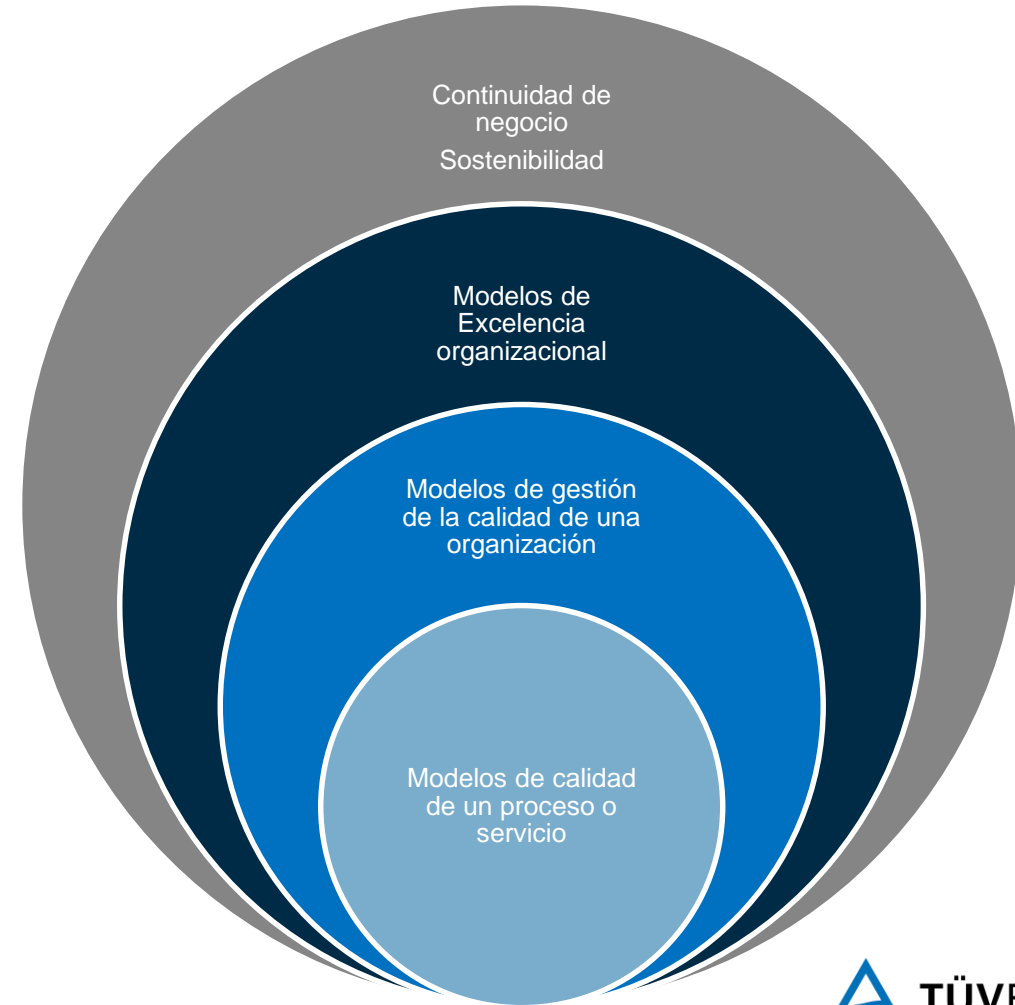 Continuidad de
negocio
Sostenibilidad
Modelos de
Excelencia
organizacional
Modelos de gestión
de la calidad de una
organización
Modelos de calidad
de un proceso o
servicio
TÜV